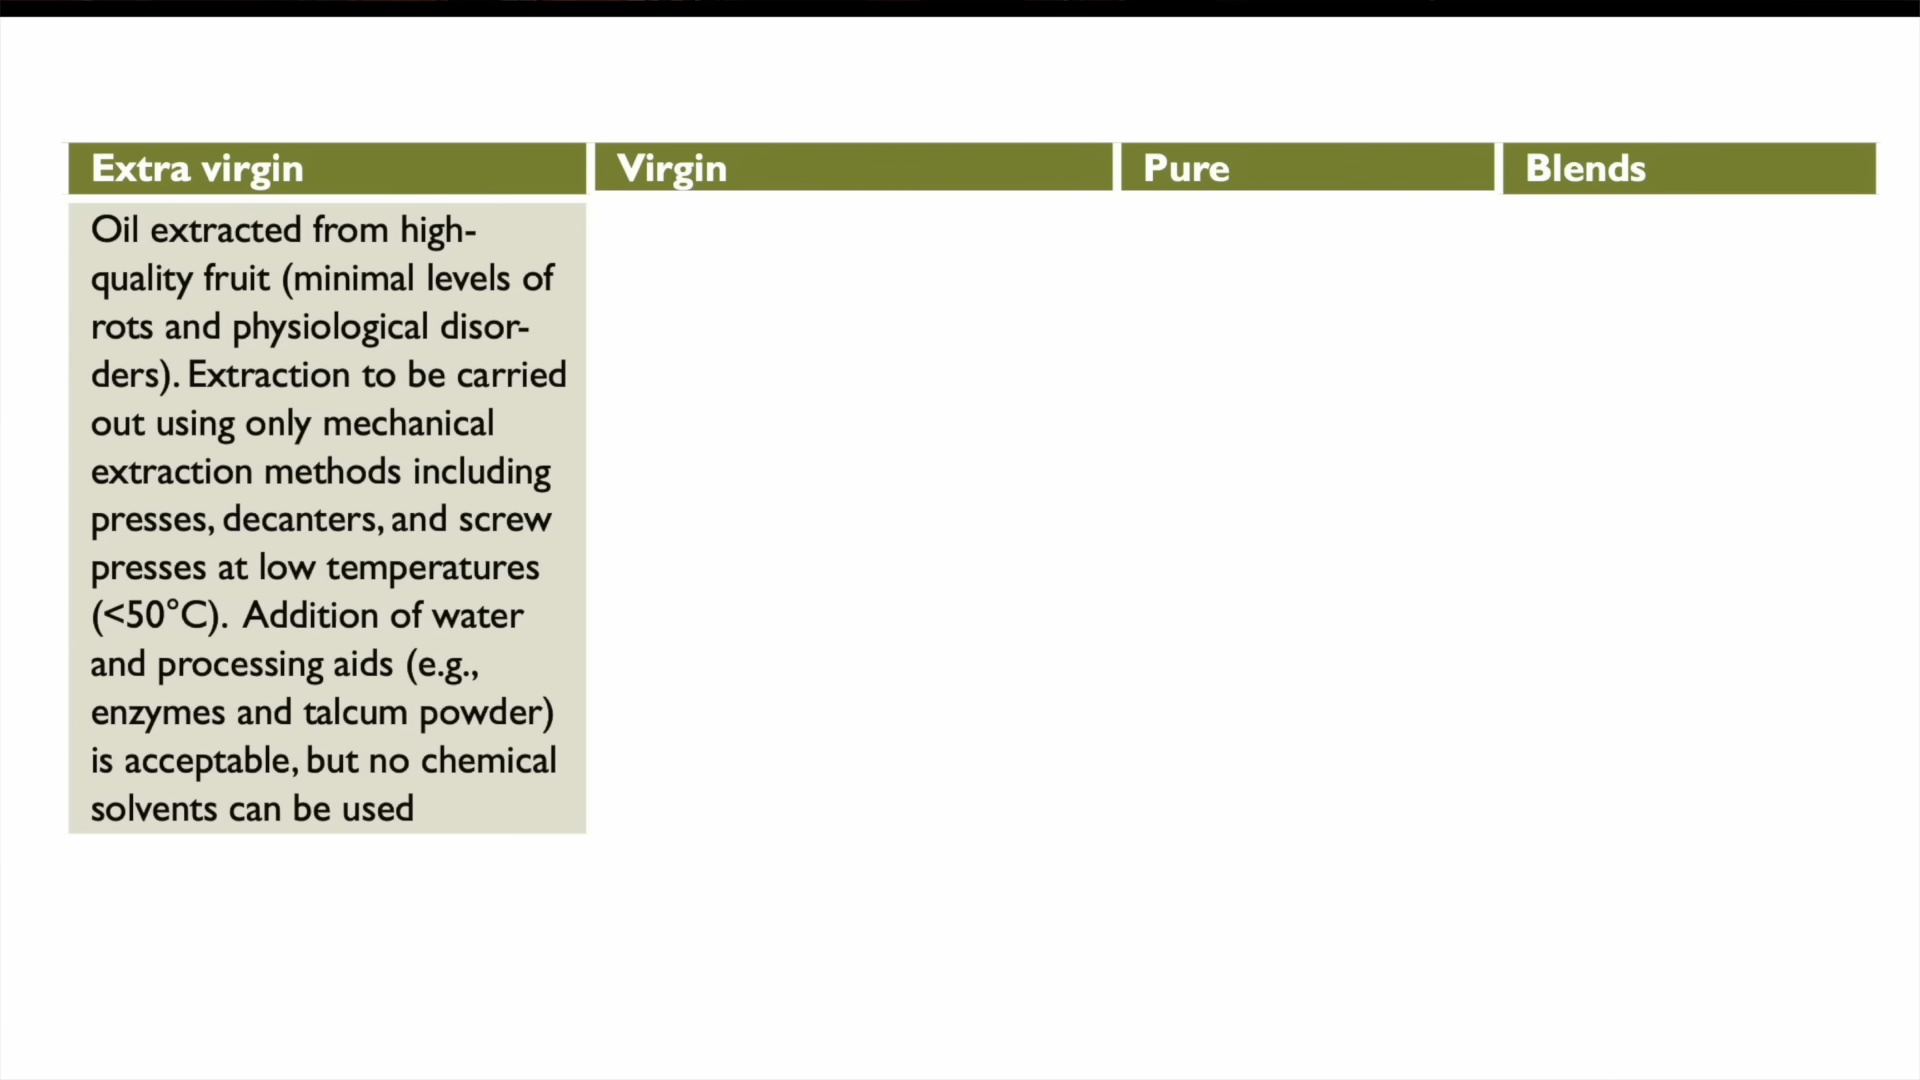 Extra virgin
Virgin
Pure
Blends
Oil extracted from high-
quality fruit (minimal levels of
rots and physiological disor-
ders). Extraction to be carried
out using only mechanical
extraction methods including
presses, decanters, and screw
presses at low temperatures
(<50°C). Addition of water
and processing aids (e.g.,
enzymes and talcum powder)
is acceptable, but no chemical
solvents can be used